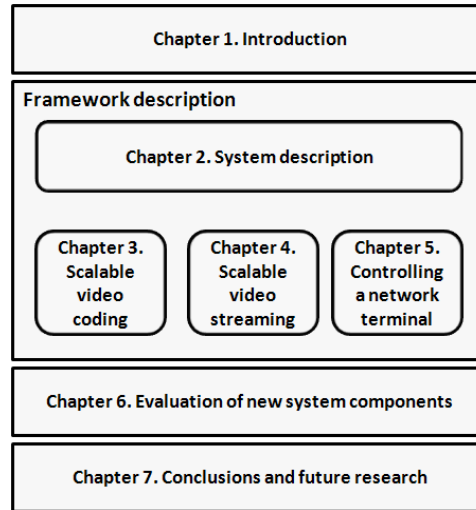 Chapter 1. Introduction
Framework description
Chapter 2. System description
Chapter 3.
Scalable
video
coding
Chapter 4.
Scalable
video
streaming
Chapter 5.
Controlling
a network
terminal
Chapter 6. Evaluation of new system components
Chapter 7. Conclusions and future research